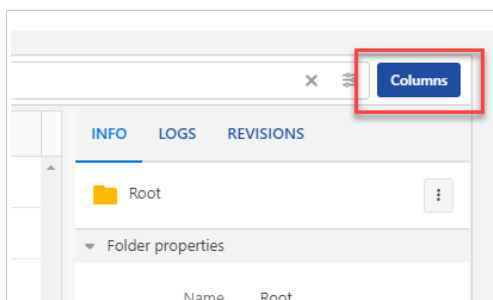 Columns
INFO LOGS REVISIONS
Root
Folder properties
Name Root